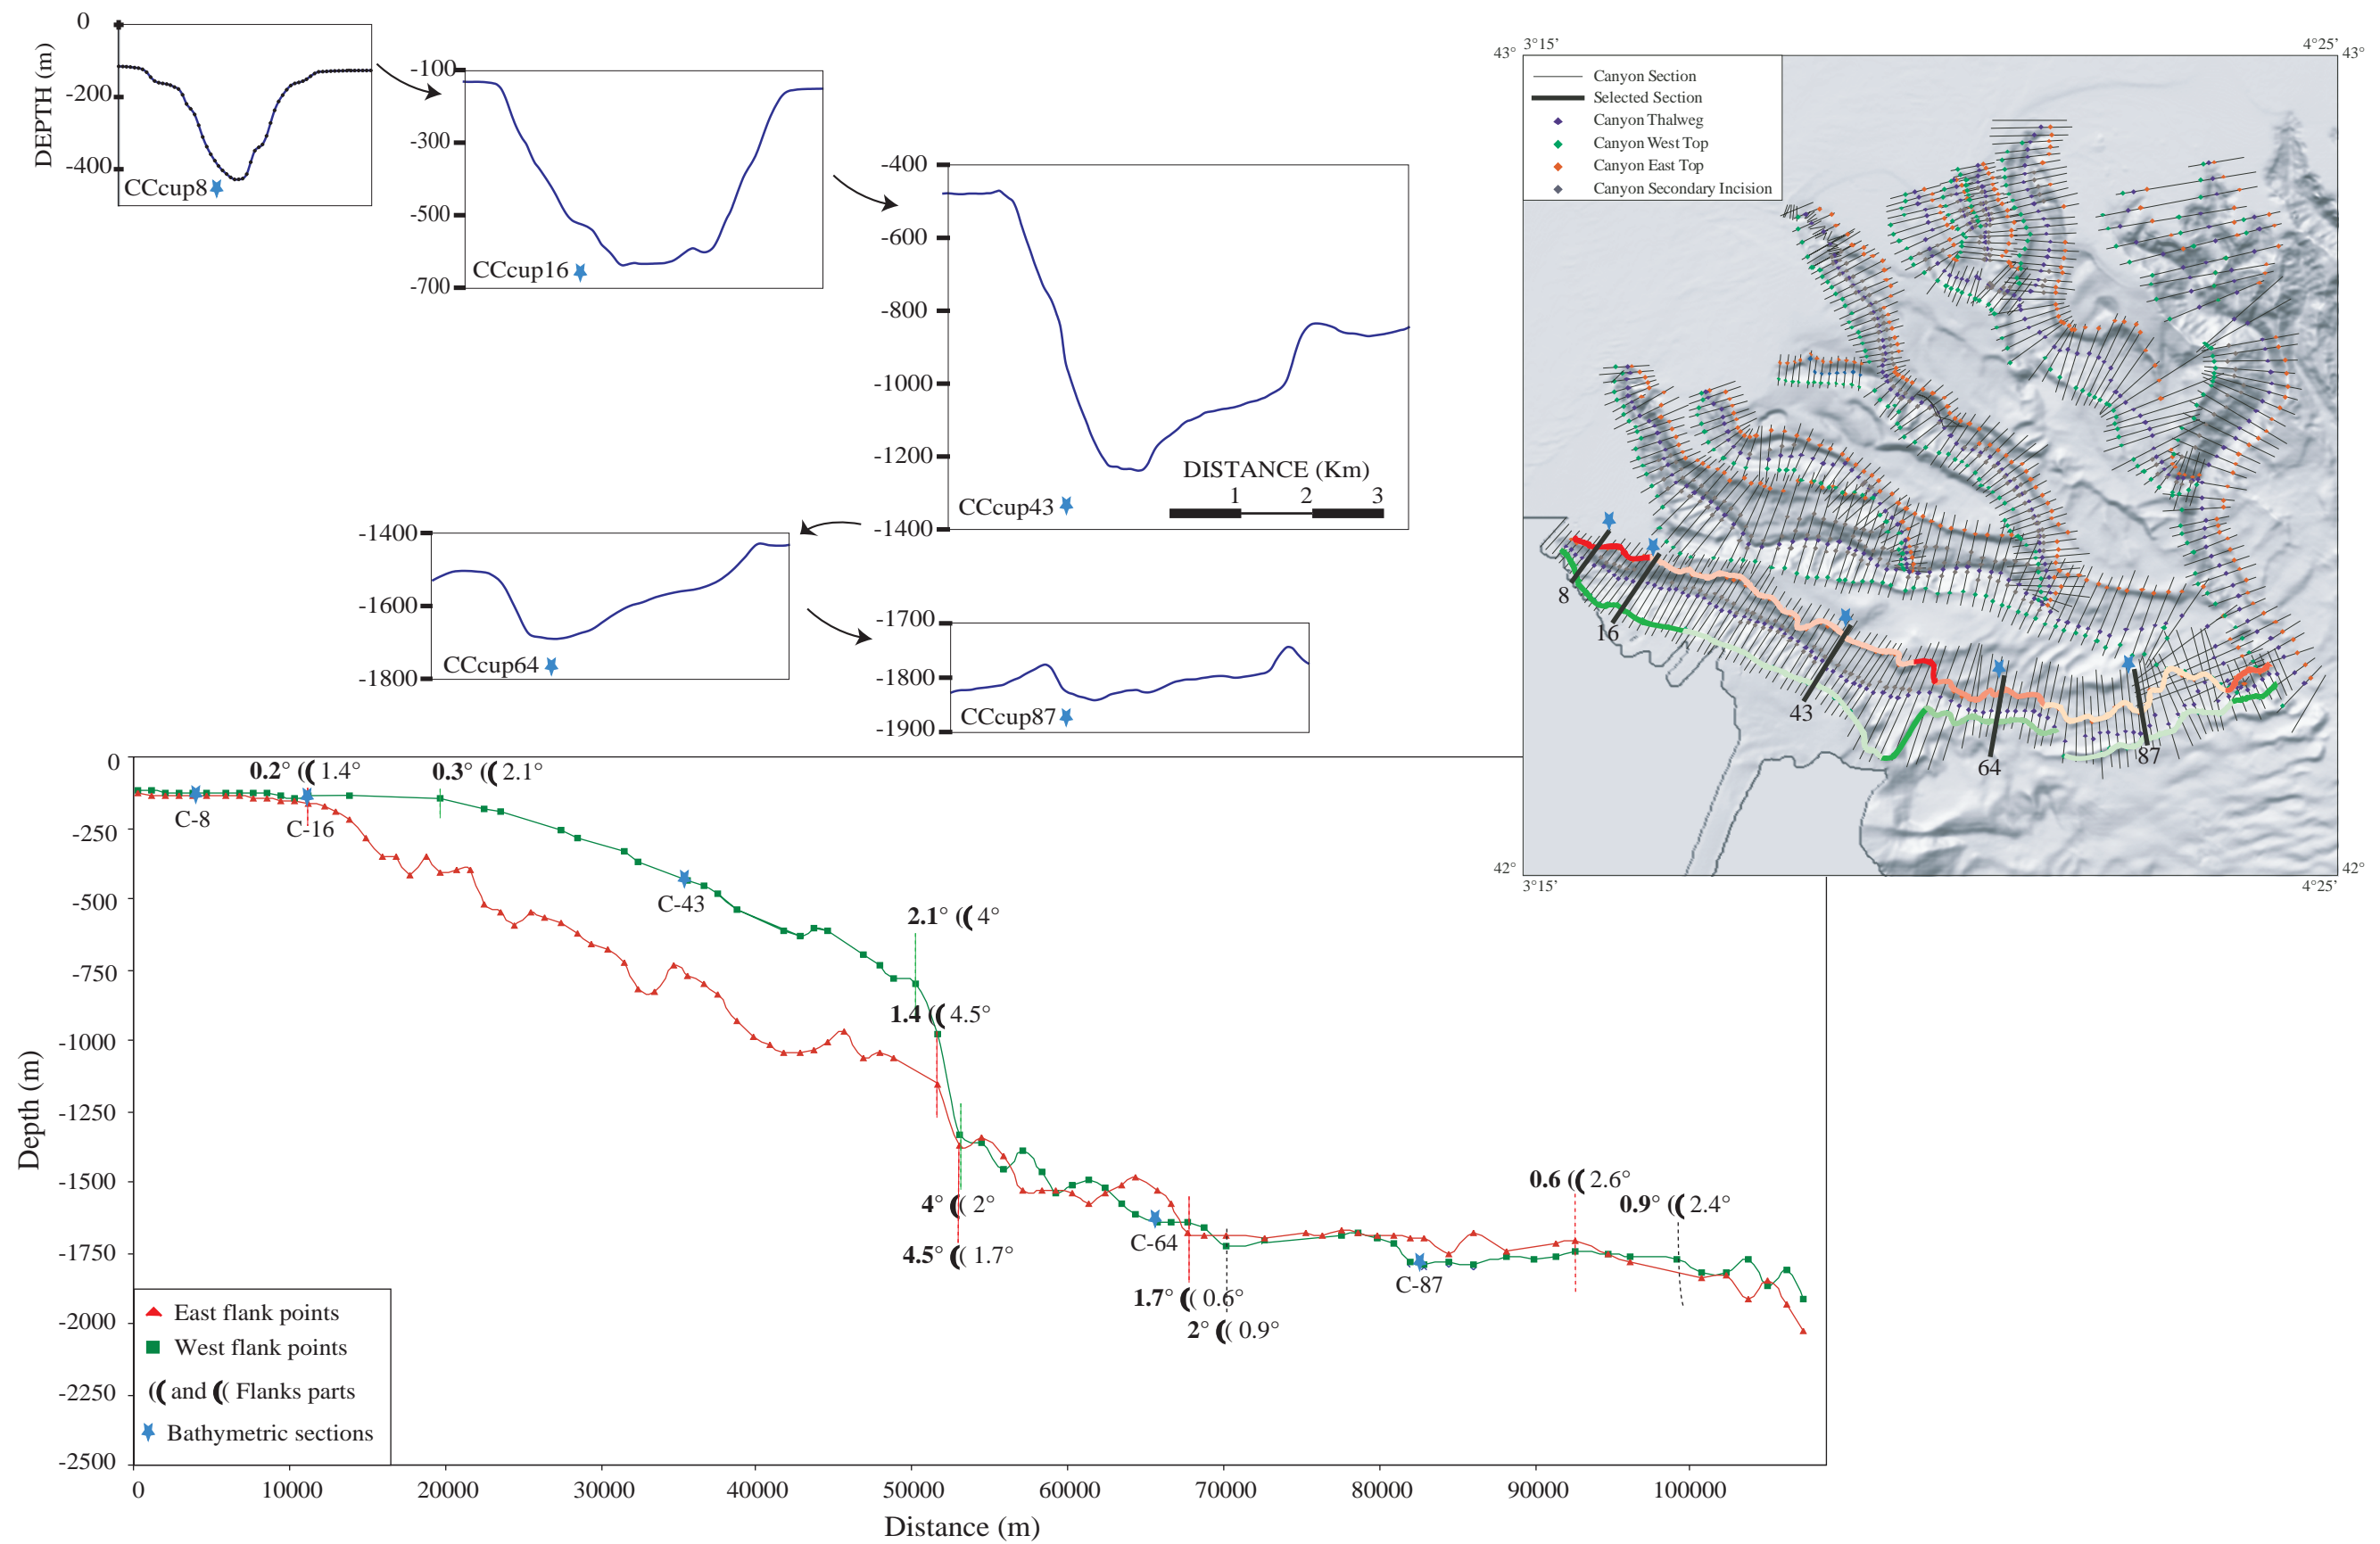 0
-200
-400
DEPTH (m)
CCcup8
-100
-300
-500
-700
CCcup16
-400
-600
-800
-1000
-1200
-1400
CCcup43
DISTANCE (Km)
1 2 3
-1400
-1600
-1800
CCcup64
-1700
-1800
-1900
CCcup87
43° 3°15’ 4°25’ 43°
Canyon Section
Selected Section
Canyon Thalweg
Canyon West Top
Canyon East Top
Canyon Secondary Incision
8
16
43
64
87
42° 42°
3°15’ 4°25’
0
-250
-500
-750
-1000
-1250
-1500
-1750
-2000
-2250
-2500
Depth (m)
0.2° (( 1.4°
0.3° (( 2.1°
C-8
C-16
C-43
2.1° (( 4°
1.4 (( 4.5°
4° (( 2°
4.5° (( 1.7°
C-64
1.7° (( 0.6°
2° (( 0.9°
C-87
0.6 (( 2.6°
0.9° (( 2.4°
East flank points
West flank points
(( and (( Flanks parts
Bathymetric sections
0 10000 20000 30000 40000 50000 60000 70000 80000 90000 100000
Distance (m)